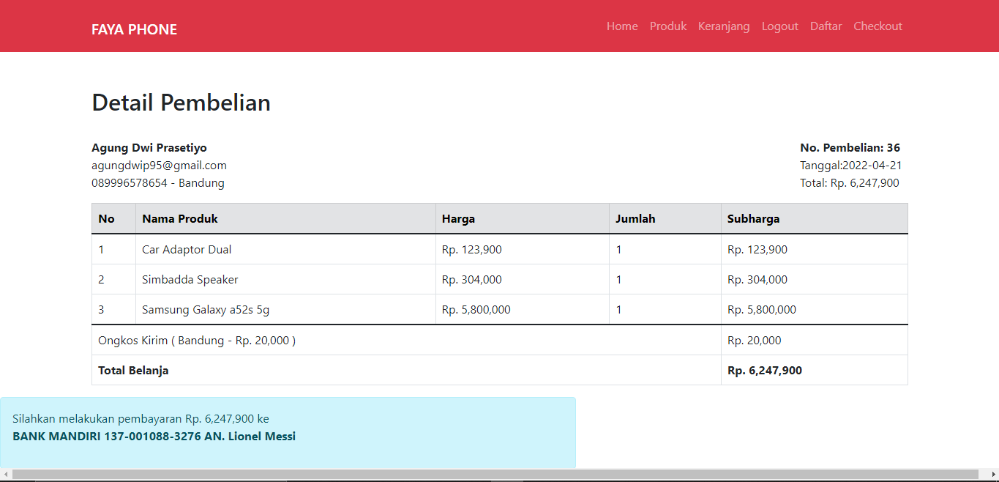 FAYA PHONE Home Produk Keranjang Logout Daftar Checkout
Detail Pembelian
Agung Dwi Prasetiyo
agungdwip95@gmail.com
089996578654 - Bandung
No. Pembelian: 36
Tanggal:2022-04-21
Total: Rp. 6,247,900
No Nama Produk Harga Jumlah Subharga
1 Car Adaptor Dual Rp. 123,900 1 Rp. 123,900
2 Simbadda Speaker Rp. 304,000 1 Rp. 304,000
3 Samsung Galaxy a52s 5g Rp. 5,800,000 1 Rp. 5,800,000
Ongkos Kirim ( Bandung - Rp. 20,000 ) Rp. 20,000
Total Belanja Rp. 6,247,900
Silahkan melakukan pembayaran Rp. 6,247,900 ke
BANK MANDIRI 137-001088-3276 AN. Lionel Messi